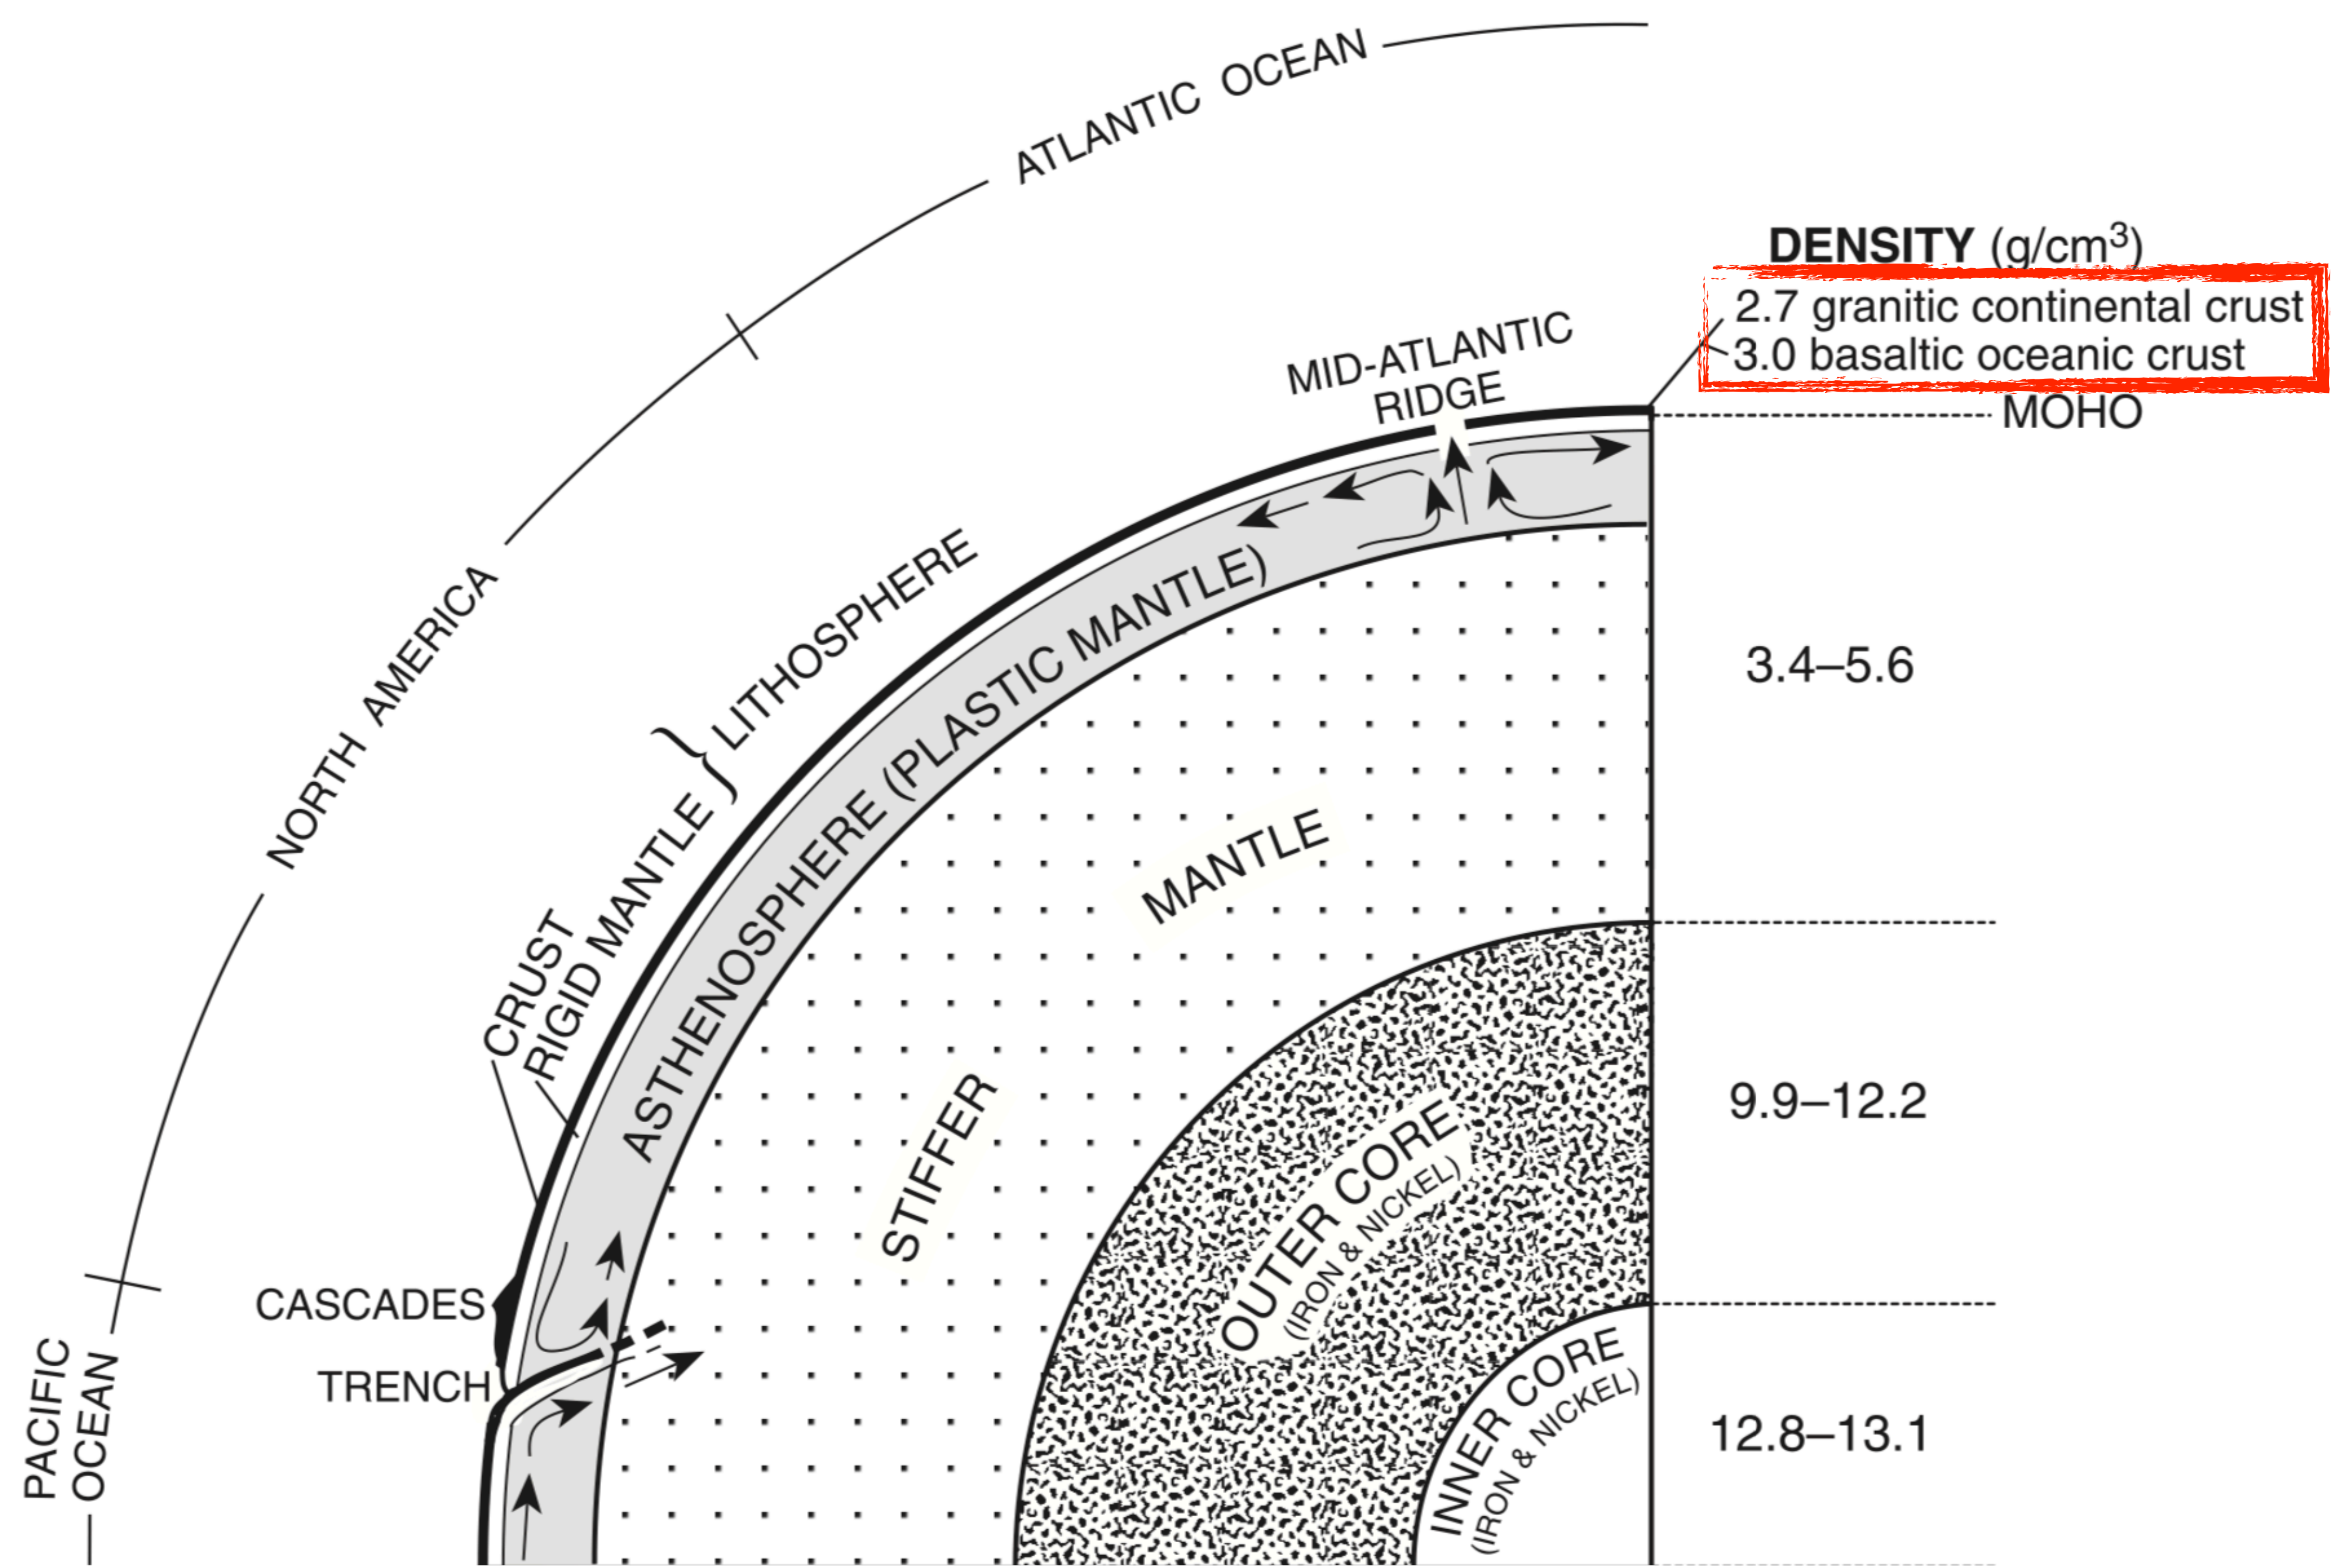 ATLANTIC OCEAN
DENSITY (g/cm³)
2.7 granitic continental crust
3.0 basaltic oceanic crust
MOHO
MID-ATLANTIC
RIDGE
NORTH AMERICA
LITHOSPHERE
CRUST
RIGID MANTLE
ASTHENOSPHERE (PLASTIC MANTLE)
3.4–5.6
MANTLE
STIFFER
9.9–12.2
OUTER CORE
(IRON & NICKEL)
CASCADES
TRENCH
PACIFIC
OCEAN
INNER CORE
(IRON & NICKEL)
12.8–13.1